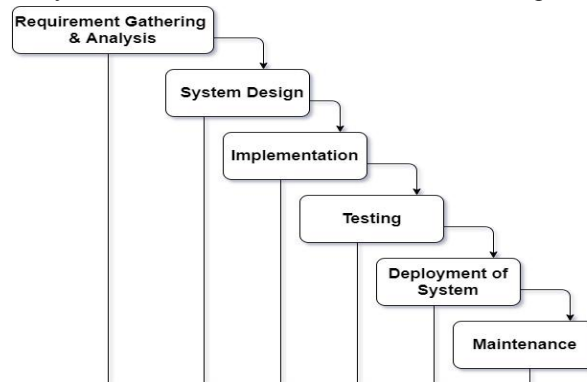 Requirement Gathering
& Analysis
System Design
Implementation
Testing
Deployment of
System
Maintenance